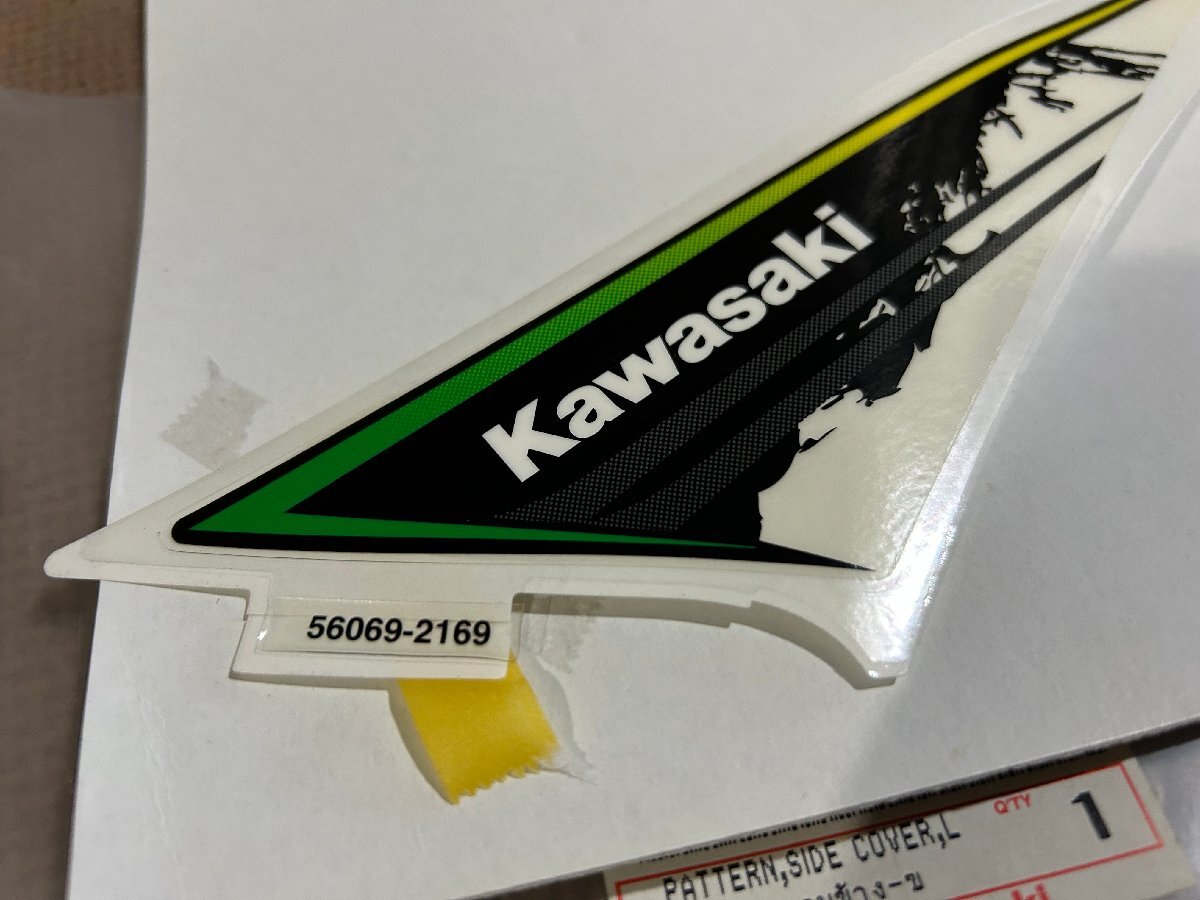 Kawasaki
56069-2169
Q'TY
1
PATTERN,SIDE COVER,L